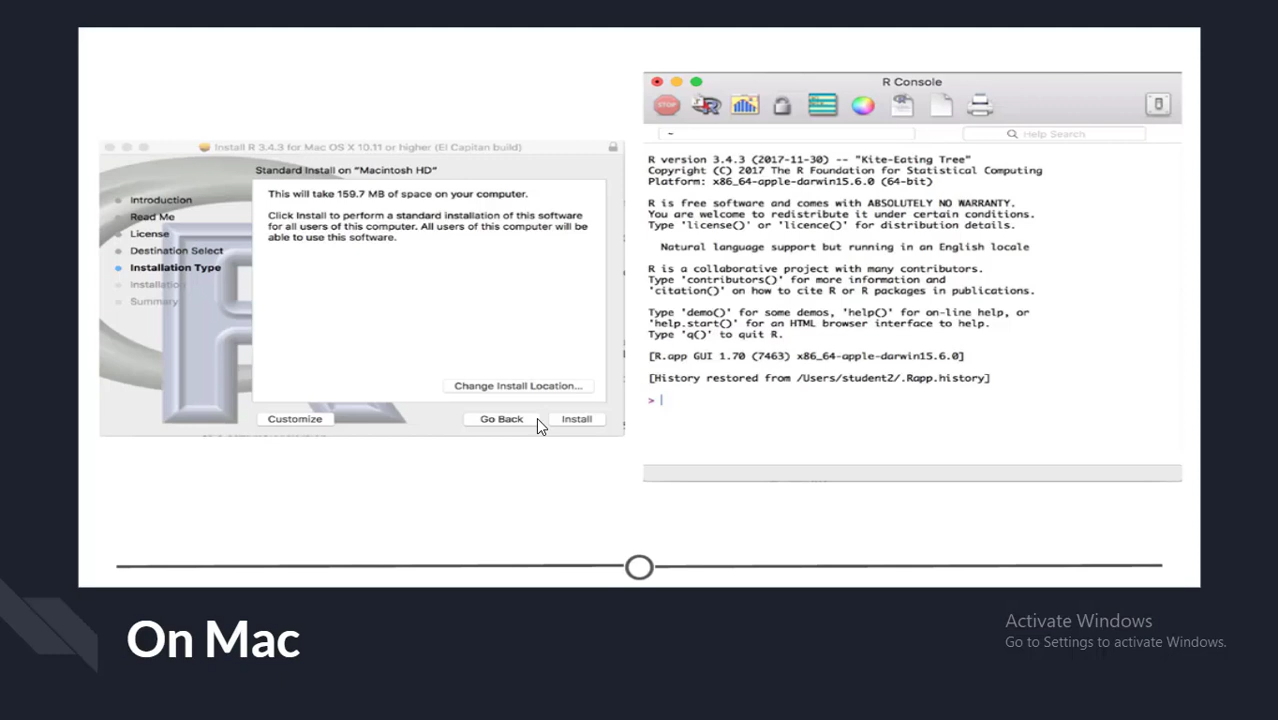 Install R 3.4.3 for Mac OS X 10.11 or higher (El Capitan build)
Standard Install on “Macintosh HD”
Introduction
Read Me
License
Destination Select
Installation Type
Installation
Summary
This will take 159.7 MB of space on your computer.
Click Install to perform a standard installation of this software
for all users of this computer. All users of this computer will be
able to use this software.
Change Install Location...
Customize
Go Back
Install
R Console
STOP
~
Help Search
R version 3.4.3 (2017-11-30) -- "Kite-Eating Tree"
Copyright (C) 2017 The R Foundation for Statistical Computing
Platform: x86_64-apple-darwin15.6.0 (64-bit)
R is free software and comes with ABSOLUTELY NO WARRANTY.
You are welcome to redistribute it under certain conditions.
Type 'license()' or 'licence()' for distribution details.
Natural language support but running in an English locale
R is a collaborative project with many contributors.
Type 'contributors()' for more information and
'citation()' on how to cite R or R packages in publications.
Type 'demo()' for some demos, 'help()' for on-line help, or
'help.start()' for an HTML browser interface to help.
Type 'q()' to quit R.
[R.app GUI 1.70 (7463) x86_64-apple-darwin15.6.0]
[History restored from /Users/student2/.Rapp.history]
>
On Mac
Activate Windows
Go to Settings to activate Windows.